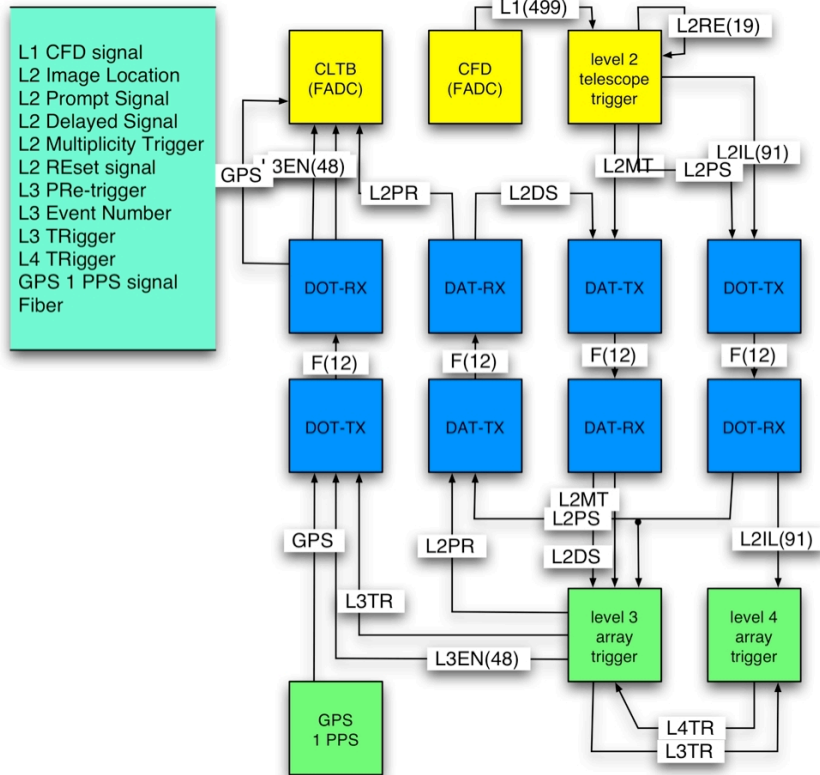 L1 CFD signal
L2 Image Location
L2 Prompt Signal
L2 Delayed Signal
L2 Multiplicity Trigger
L2 REset signal
L3 PRe-trigger
L3 Event Number
L3 TRigger
L4 TRigger
GPS 1 PPS signal
Fiber
L1(499)
L2RE(19)
CLTB
(FADC)
CFD
(FADC)
level 2
telescope
trigger
GPS
L3EN(48)
L2MT
L2PS
L2IL(91)
L2PR
L2DS
DOT-RX
DAT-RX
DAT-TX
DOT-TX
F(12)
F(12)
F(12)
F(12)
DOT-TX
DAT-TX
DAT-RX
DOT-RX
L2MT
L2PS
GPS
L2PR
L2DS
L2IL(91)
L3TR
level 3
array
trigger
level 4
array
trigger
L3EN(48)
GPS
1 PPS
L4TR
L3TR